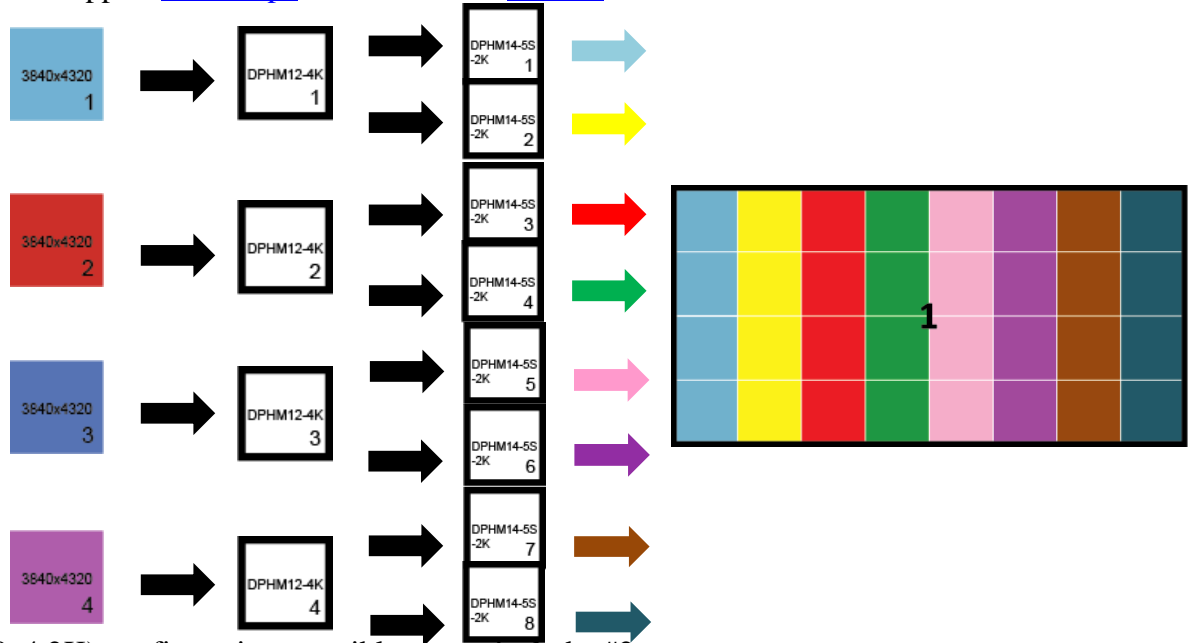 3840x4320
1
DPHM12-4K
1
DPHM14-5S
-2K 1
DPHM14-5S
-2K 2
3840x4320
2
DPHM12-4K
2
DPHM14-5S
-2K 3
DPHM14-5S
-2K 4
3840x4320
3
DPHM12-4K
3
DPHM14-5S
-2K 5
DPHM14-5S
-2K 6
3840x4320
4
DPHM12-4K
4
DPHM14-5S
-2K 7
DPHM14-5S
-2K 8
1